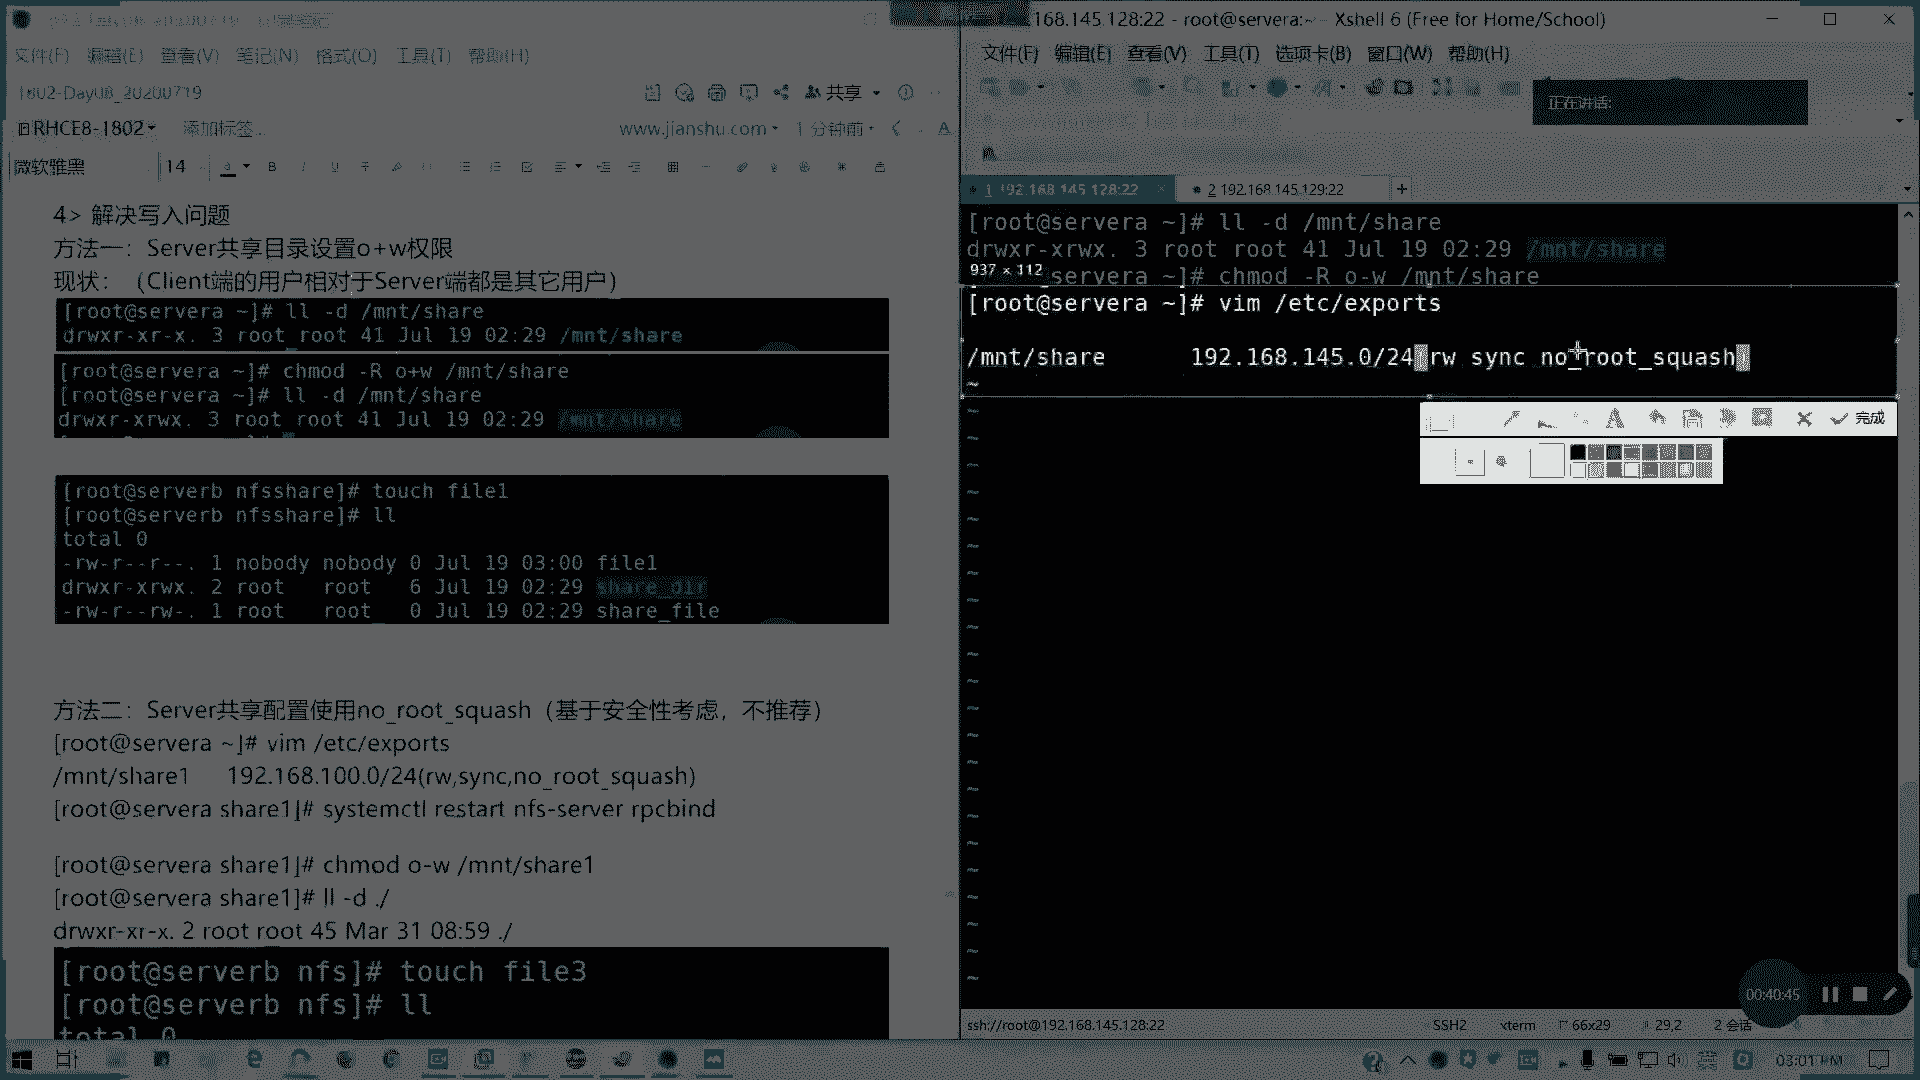 文件(F) 编辑(E) 查看(V) 笔记(N) 格式(O) 工具(T) 帮助(H)
1802-Day08_20200719
共享
RHCE8-1802 添加标签...
www.jianshu.com 1 分钟前
微软雅黑 14
4> 解决写入问题
方法一：Server共享目录设置o+w权限
现状：（Client端的用户相对于Server端都是其它用户）
[root@servera ~]# ll -d /mnt/share
drwxr-xr-x. 3 root root 41 Jul 19 02:29 /mnt/share
[root@servera ~]# chmod -R o+w /mnt/share
[root@servera ~]# ll -d /mnt/share
drwxr-xrwx. 3 root root 41 Jul 19 02:29 /mnt/share
[root@serverb nfsshare]# touch file1
[root@serverb nfsshare]# ll
total 0
-rw-r--r--. 1 nobody nobody 0 Jul 19 03:00 file1
drwxr-xrwx. 2 root root 6 Jul 19 02:29 share_dir
-rw-r--rw-. 1 root root 0 Jul 19 02:29 share_file
方法二：Server共享配置使用no_root_squash（基于安全性考虑，不推荐）
[root@servera ~]# vim /etc/exports
/mnt/share1 192.168.100.0/24(rw,sync,no_root_squash)
[root@servera share1]# systemctl restart nfs-server rpcbind
[root@servera share1]# chmod o-w /mnt/share1
[root@servera share1]# ll -d ./
drwxr-xr-x. 2 root root 45 Mar 31 08:59 ./
[root@serverb nfs]# touch file3
[root@serverb nfs]# ll
total 0
168.145.128:22 - root@servera:~ - Xshell 6 (Free for Home/School)
文件(F) 编辑(E) 查看(V) 工具(T) 选项卡(B) 窗口(W) 帮助(H)
正在讲话:
1 192.168.145.128:22
2 192.168.145.129:22
[root@servera ~]# ll -d /mnt/share
drwxr-xrwx. 3 root root 41 Jul 19 02:29 /mnt/share
937 × 112
_servera ~]# chmod -R o-w /mnt/share
[root@servera ~]# vim /etc/exports
/mnt/share 192.168.145.0/24(rw sync no_root_squash)
完成
00:40:45
ssh://root@192.168.145.128:22 SSH2 xterm 66x29 29,2 2 会话
03:01 PM